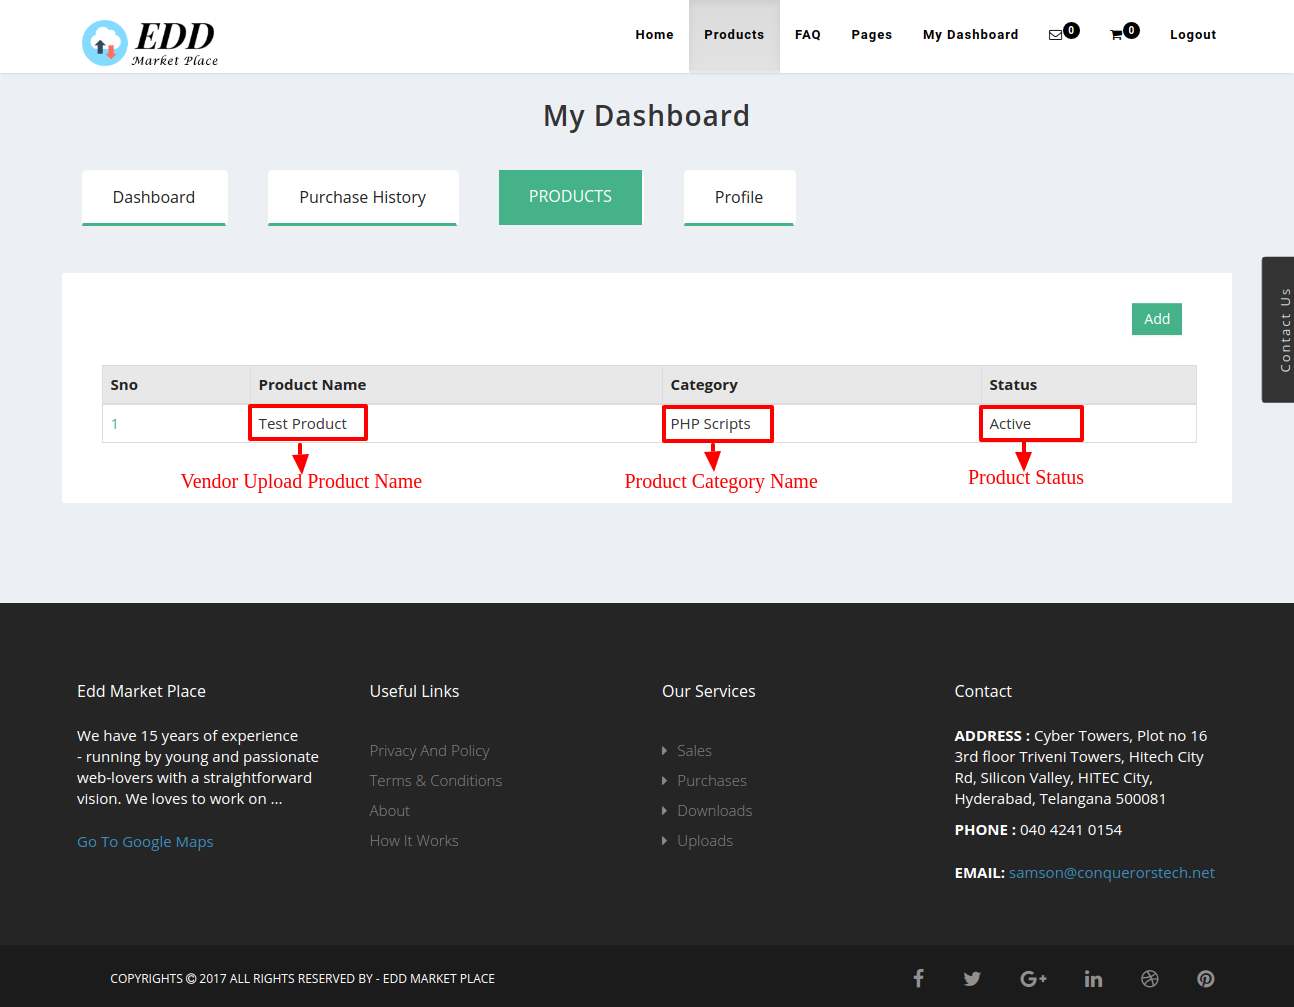 EDD
Market Place
Home Products FAQ Pages My Dashboard 0 0 Logout
My Dashboard
Dashboard Purchase History PRODUCTS Profile
Contact Us
Add
Sno Product Name Category Status
1 Test Product PHP Scripts Active
Vendor Upload Product Name Product Category Name Product Status
Edd Market Place
We have 15 years of experience
- running by young and passionate
web-lovers with a straightforward
vision. We loves to work on ...
Go To Google Maps
Useful Links
Privacy And Policy
Terms & Conditions
About
How It Works
Our Services
Sales
Purchases
Downloads
Uploads
Contact
ADDRESS : Cyber Towers, Plot no 16
3rd floor Triveni Towers, Hitech City
Rd, Silicon Valley, HITEC City,
Hyderabad, Telangana 500081
PHONE : 040 4241 0154
EMAIL: samson@conquerorstech.net
COPYRIGHTS © 2017 ALL RIGHTS RESERVED BY - EDD MARKET PLACE